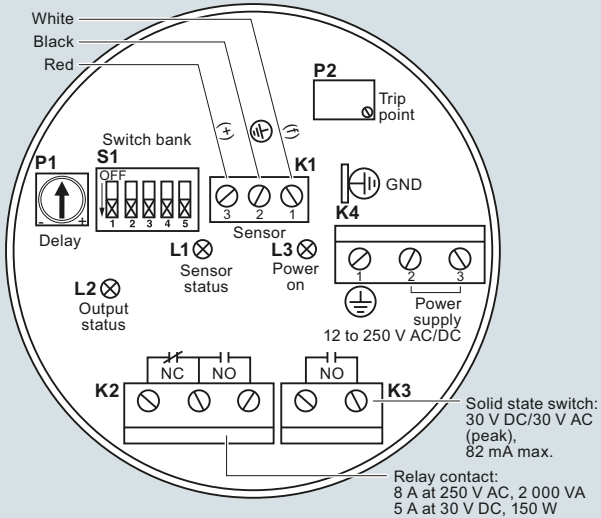 White
Black
Red
P2
Trip
point
(+)
(f)
Switch bank
P1
S1
OFF
1 2 3 4 5
- +
Delay
K1
3 2 1
Sensor
GND
K4
1 2 3
L1
Sensor
status
L3
Power
on
L2
Output
status
Power
supply
12 to 250 V AC/DC
NC NO
NO
K2
K3
Solid state switch:
30 V DC/30 V AC
(peak),
82 mA max.
Relay contact:
8 A at 250 V AC, 2 000 VA
5 A at 30 V DC, 150 W